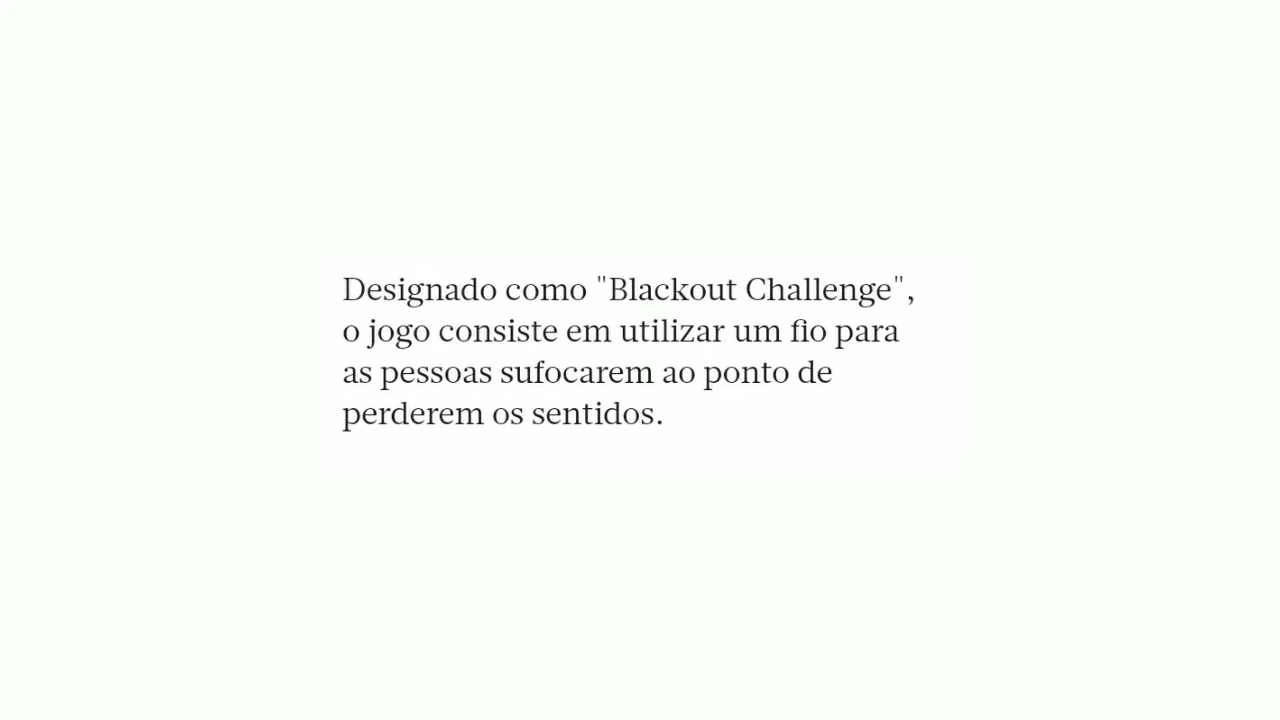 Designado como "Blackout Challenge",
o jogo consiste em utilizar um fio para
as pessoas sufocarem ao ponto de
perderem os sentidos.